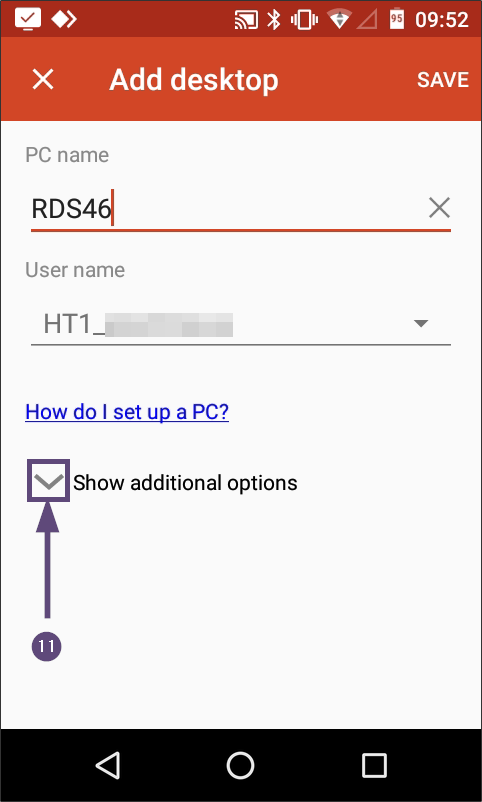 95 09:52
Add desktop SAVE
PC name
RDS46
User name
HT1_
How do I set up a PC?
Show additional options
11